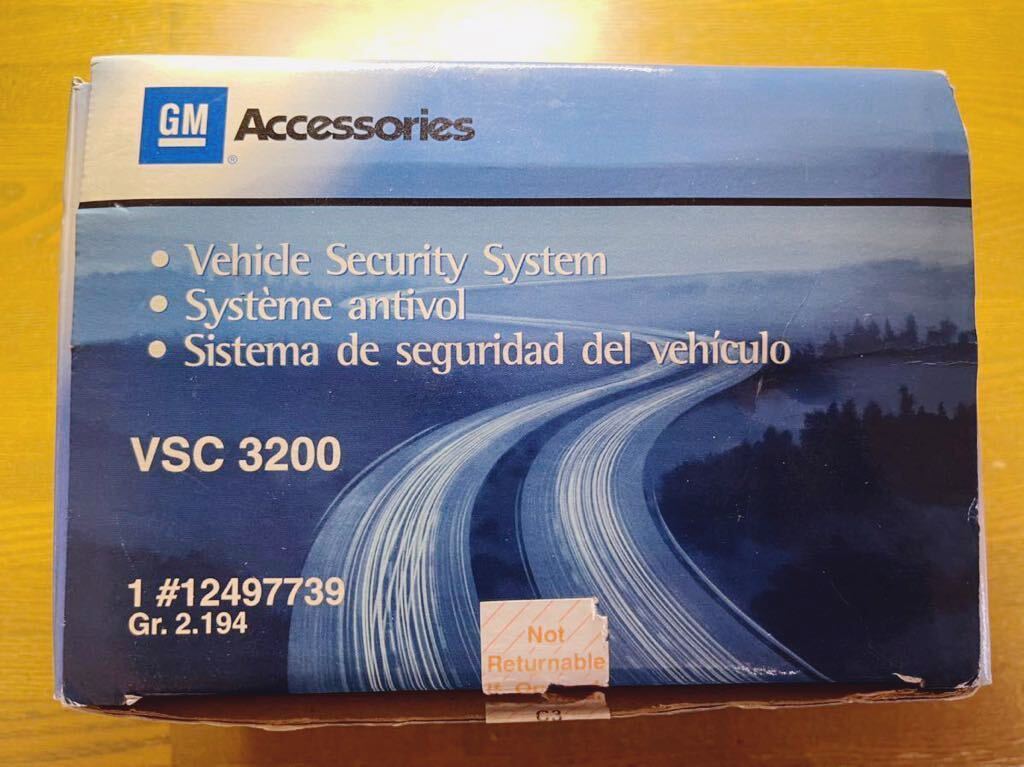 GM Accessories
®
• Vehicle Security System
• Système antivol
• Sistema de seguridad del vehículo
VSC 3200
1 #12497739
Gr. 2.194
Not
Returnable
C3